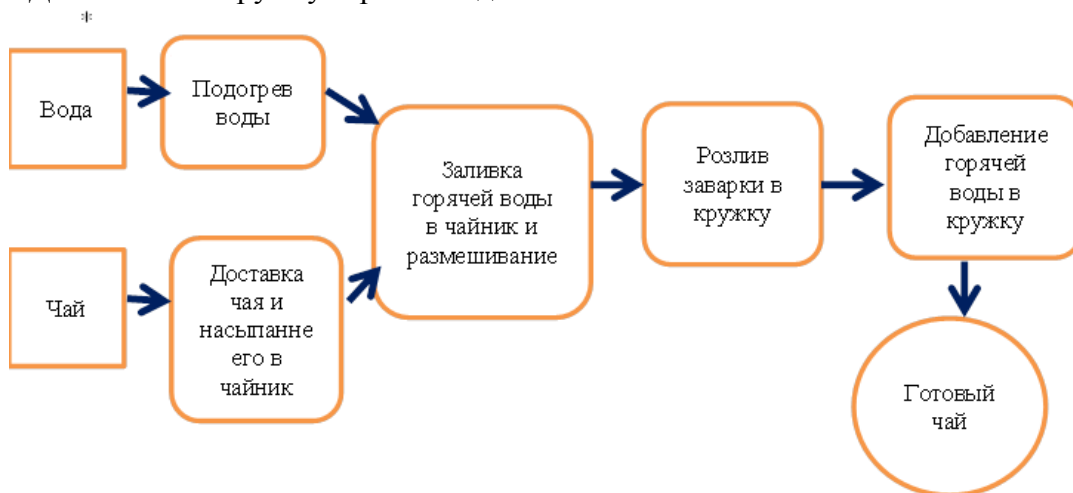 *
Вода
Подогрев
воды
Чай
Доставка
чая и
насыпанне
его в
чайник
Заливка
горячей воды
в чайник и
размешивание
Розлив
заварки в
кружку
Добавление
горячей
воды в
кружку
Готовый
чай